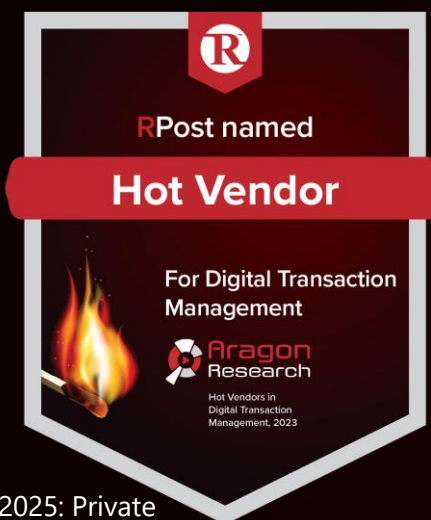 R
RPost named
Hot Vendor
For Digital Transaction
Management
Aragon
Research
Hot Vendors in
Digital Transaction
Management, 2023
2025: Private